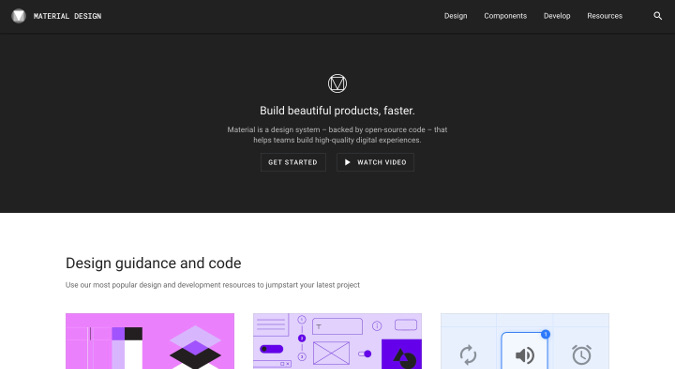 MATERIAL DESIGN
Design
Components
Develop
Resources
Build beautiful products, faster.
Material is a design system – backed by open-source code – that
helps teams build high-quality digital experiences.
GET STARTED
WATCH VIDEO
Design guidance and code
Use our most popular design and development resources to jumpstart your latest project